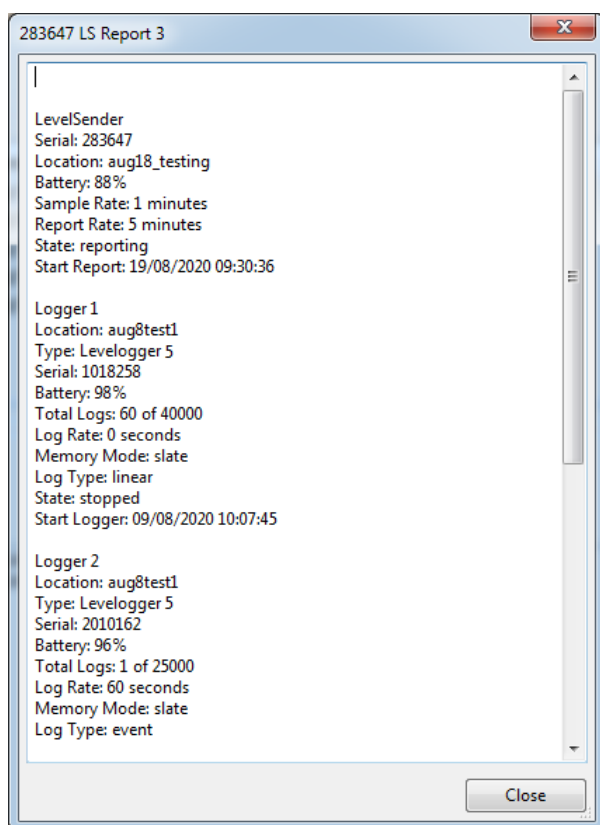 283647 LS Report 3
LevelSender
Serial: 283647
Location: aug18_testing
Battery: 88%
Sample Rate: 1 minutes
Report Rate: 5 minutes
State: reporting
Start Report: 19/08/2020 09:30:36
Logger 1
Location: aug8test1
Type: Levelogger 5
Serial: 1018258
Battery: 98%
Total Logs: 60 of 40000
Log Rate: 0 seconds
Memory Mode: slate
Log Type: linear
State: stopped
Start Logger: 09/08/2020 10:07:45
Logger 2
Location: aug8test1
Type: Levelogger 5
Serial: 2010162
Battery: 96%
Total Logs: 1 of 25000
Log Rate: 60 seconds
Memory Mode: slate
Log Type: event
Close